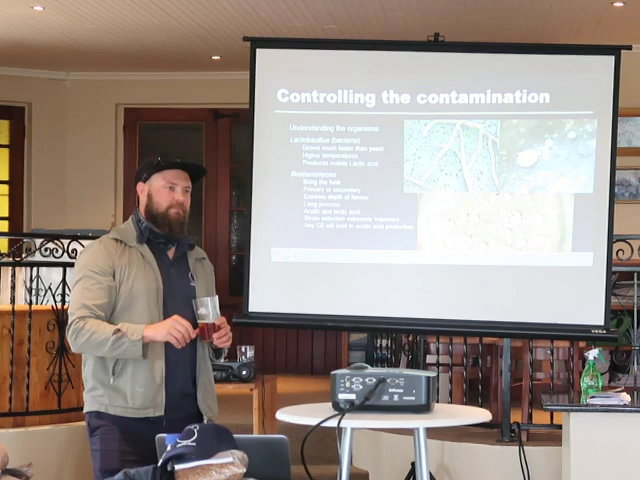 Controlling the contamination
Understanding the organisms
Lactobacillus (bacteria)
Grows much faster than yeast
Higher temperatures
Produces mainly Lactic acid
Brettanomyces
Bring the funk
Primary or secondary
Extreme depth of flavour
Long process
Acetic and lactic acid
Strain selection extremely important
Any O2 will lead to acetic acid production
VEGA